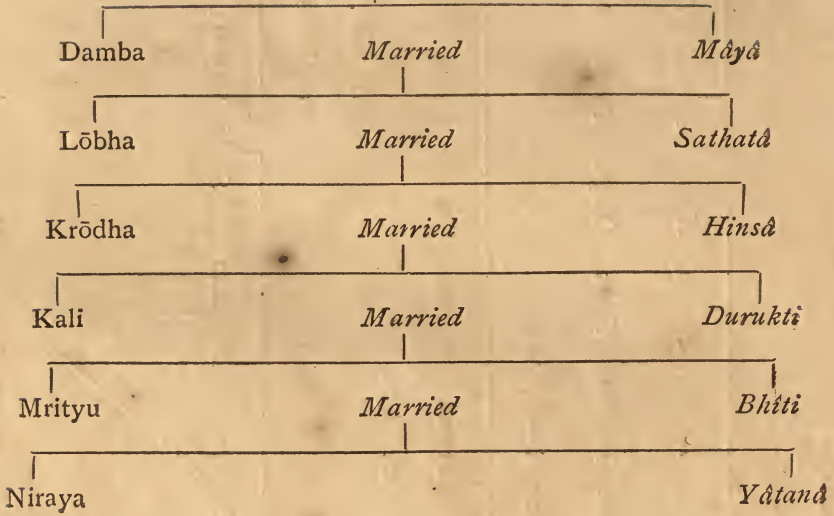 Damba Married Mâyâ
Lōbha Married Sathatâ
Krōdha Married Hinsâ
Kali Married Durukti
Mrityu Married Bhîti
Niraya Yâtanâ